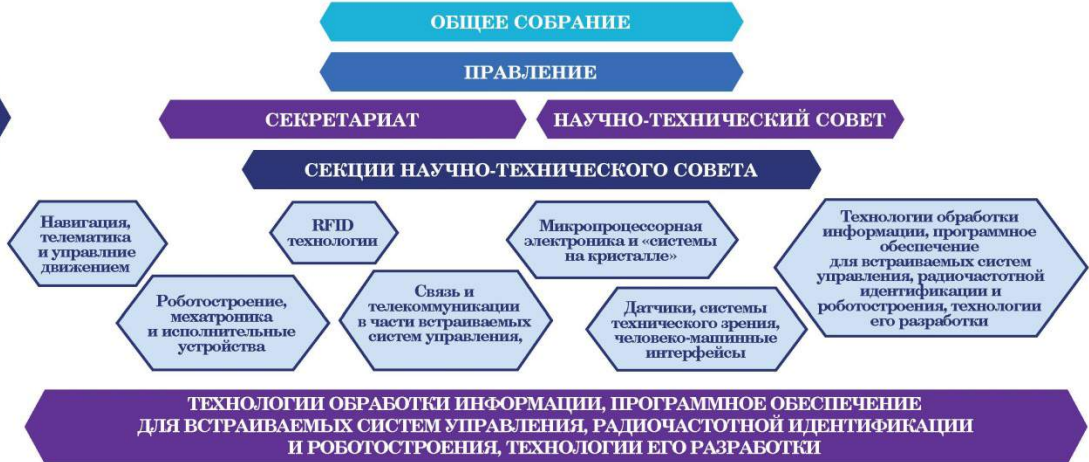 ОБЩЕЕ СОБРАНИЕ
ПРАВЛЕНИЕ
СЕКРЕТАРИАТ
НАУЧНО-ТЕХНИЧЕСКИЙ СОВЕТ
СЕКЦИИ НАУЧНО-ТЕХНИЧЕСКОГО СОВЕТА
Навигация,
телематика
и управлние
движением
RFID
технологии
Микропроцессорная
электроника и «системы
на кристалле»
Технологии обработки
информации, программное
обеспечение
для встраиваемых систем
управления, радиочастотной
идентификации и
роботостроения, технологии
его разработки
Роботостроение,
мехатроника
и исполнительные
устройства
Связь и
телекоммуникации
в части встраиваемых
систем управления,
Датчики, системы
технического зрения,
человеко-машинные
интерфейсы
ТЕХНОЛОГИИ ОБРАБОТКИ ИНФОРМАЦИИ, ПРОГРАММНОЕ ОБЕСПЕЧЕНИЕ
ДЛЯ ВСТРАИВАЕМЫХ СИСТЕМ УПРАВЛЕНИЯ, РАДИОЧАСТОТНОЙ ИДЕНТИФИКАЦИИ
И РОБОТОСТРОЕНИЯ, ТЕХНОЛОГИИ ЕГО РАЗРАБОТКИ